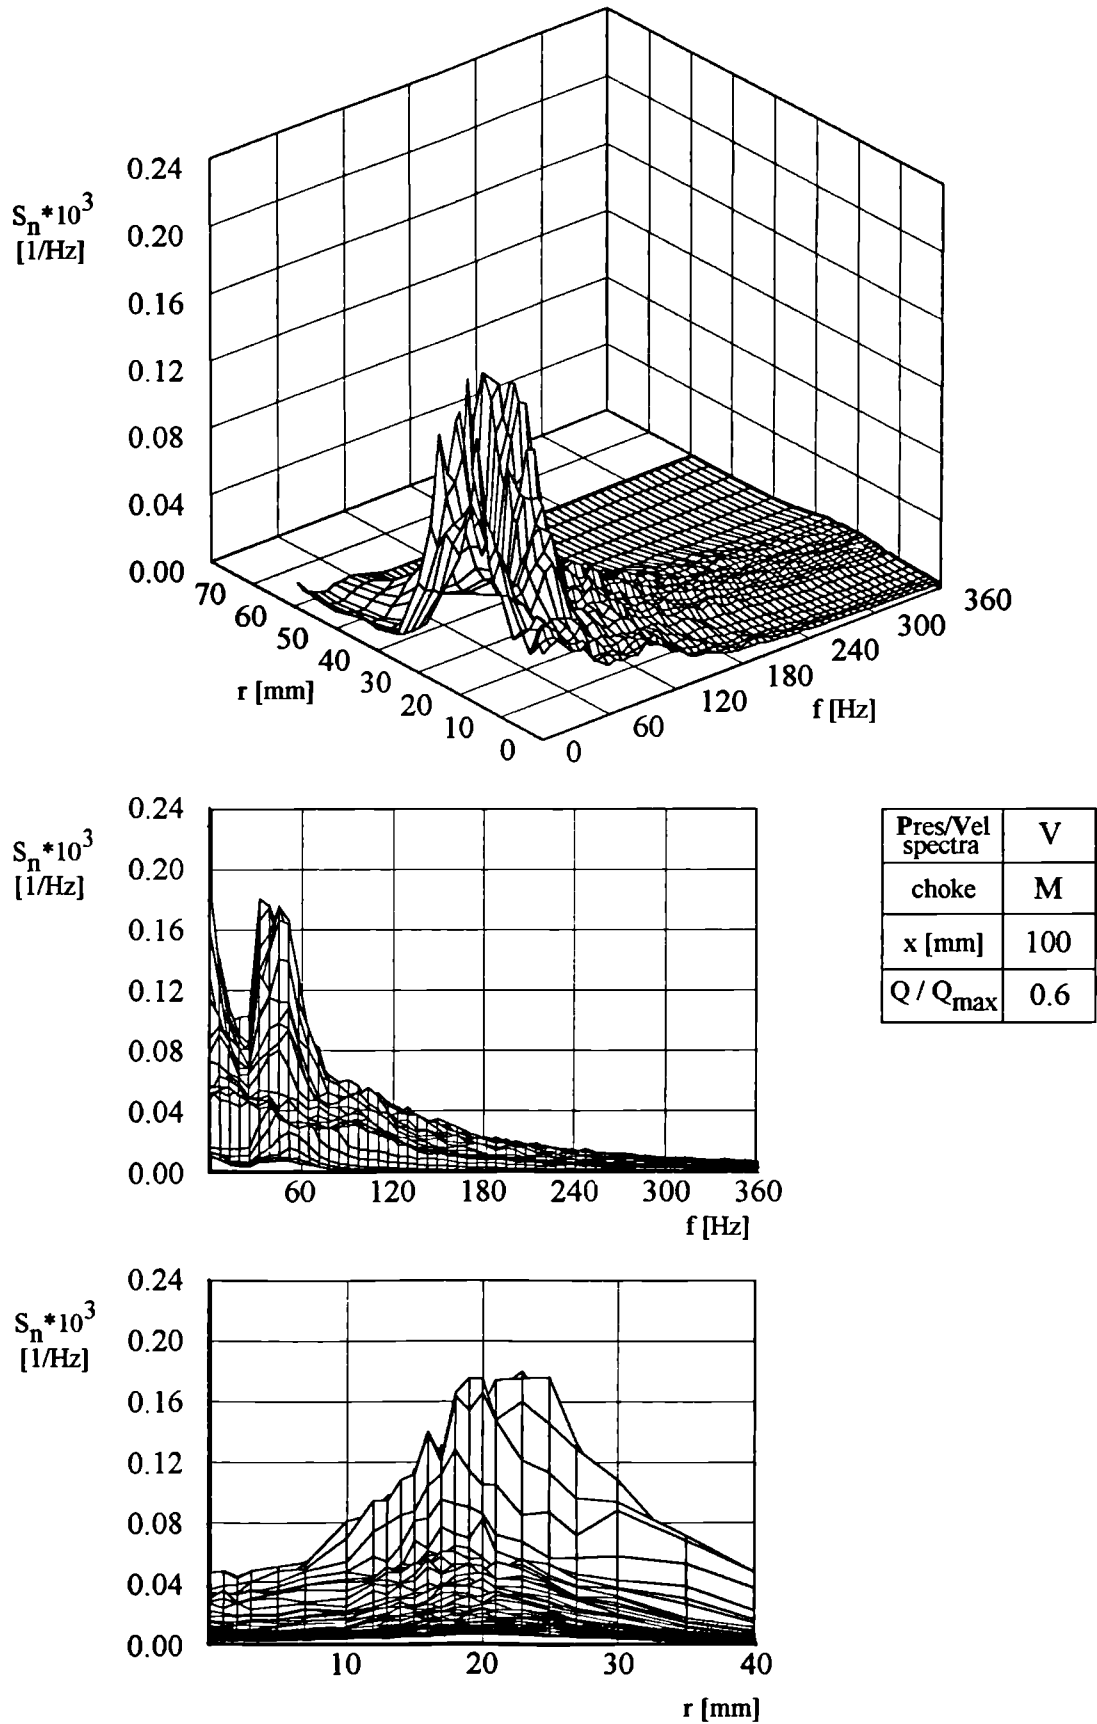 0.24
S_n*10^3
[1/Hz]
0.20
0.16
0.12
0.08
0.04
0.00
70
60
50
40
30
20
10
0
r [mm]
0
60
120
180
240
300
360
f [Hz]
0.24
S_n*10^3
[1/Hz]
0.20
0.16
0.12
0.08
0.04
0.00
60 120 180 240 300 360
f [Hz]
Pres/Vel spectra V
choke M
x [mm] 100
Q / Q_max 0.6
0.24
S_n*10^3
[1/Hz]
0.20
0.16
0.12
0.08
0.04
0.00
10 20 30 40
r [mm]